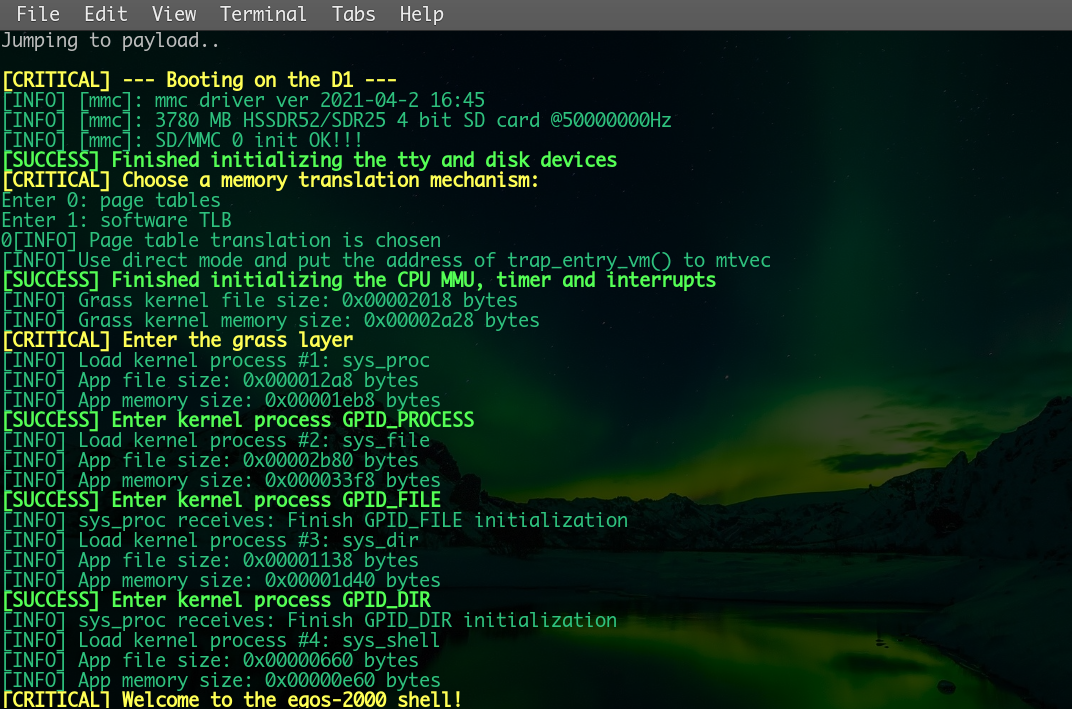 File Edit View Terminal Tabs Help
Jumping to payload..
[CRITICAL] --- Booting on the D1 ---
[INFO] [mmc]: mmc driver ver 2021-04-2 16:45
[INFO] [mmc]: 3780 MB HSSDR52/SDR25 4 bit SD card @50000000Hz
[INFO] [mmc]: SD/MMC 0 init OK!!!
[SUCCESS] Finished initializing the tty and disk devices
[CRITICAL] Choose a memory translation mechanism:
Enter 0: page tables
Enter 1: software TLB
0[INFO] Page table translation is chosen
[INFO] Use direct mode and put the address of trap_entry_vm() to mtvec
[SUCCESS] Finished initializing the CPU MMU, timer and interrupts
[INFO] Grass kernel file size: 0x00002018 bytes
[INFO] Grass kernel memory size: 0x00002a28 bytes
[CRITICAL] Enter the grass layer
[INFO] Load kernel process #1: sys_proc
[INFO] App file size: 0x000012a8 bytes
[INFO] App memory size: 0x00001eb8 bytes
[SUCCESS] Enter kernel process GPID_PROCESS
[INFO] Load kernel process #2: sys_file
[INFO] App file size: 0x00002b80 bytes
[INFO] App memory size: 0x000033f8 bytes
[SUCCESS] Enter kernel process GPID_FILE
[INFO] sys_proc receives: Finish GPID_FILE initialization
[INFO] Load kernel process #3: sys_dir
[INFO] App file size: 0x00001138 bytes
[INFO] App memory size: 0x00001d40 bytes
[SUCCESS] Enter kernel process GPID_DIR
[INFO] sys_proc receives: Finish GPID_DIR initialization
[INFO] Load kernel process #4: sys_shell
[INFO] App file size: 0x00000660 bytes
[INFO] App memory size: 0x00000e60 bytes
[CRITICAL] Welcome to the egos-2000 shell!